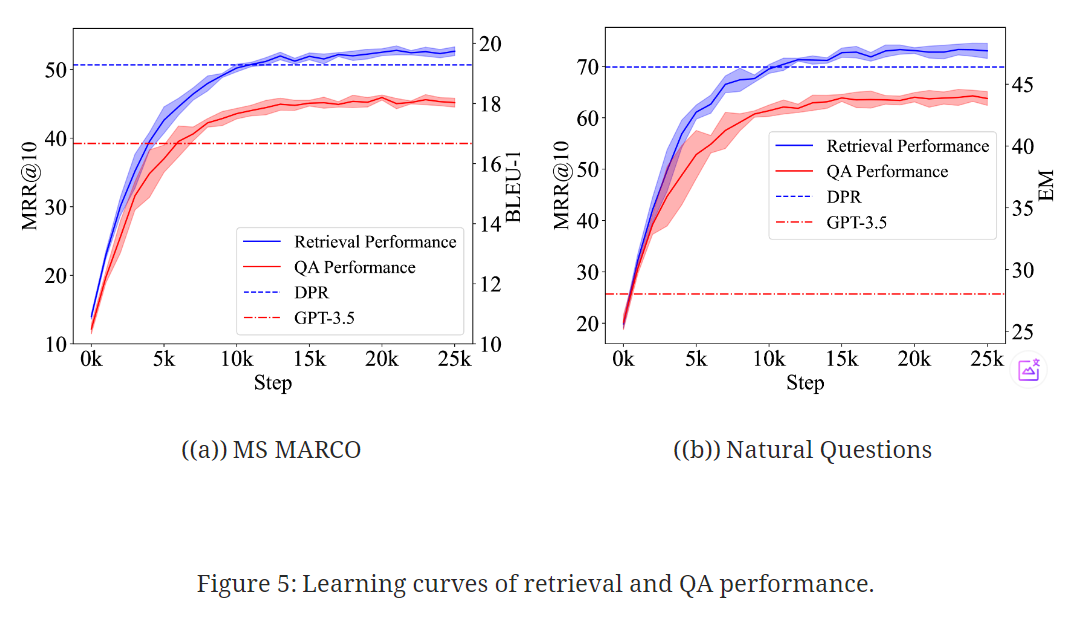 MRR@10
50
40
30
20
10
20
18
16
14
12
10
BLEU-1
Retrieval Performance
QA Performance
DPR
GPT-3.5
0k 5k 10k 15k 20k 25k
Step
((a)) MS MARCO
MRR@10
70
60
50
40
30
20
45
40
35
30
25
EM
Retrieval Performance
QA Performance
DPR
GPT-3.5
0k 5k 10k 15k 20k 25k
Step
((b)) Natural Questions
Figure 5: Learning curves of retrieval and QA performance.